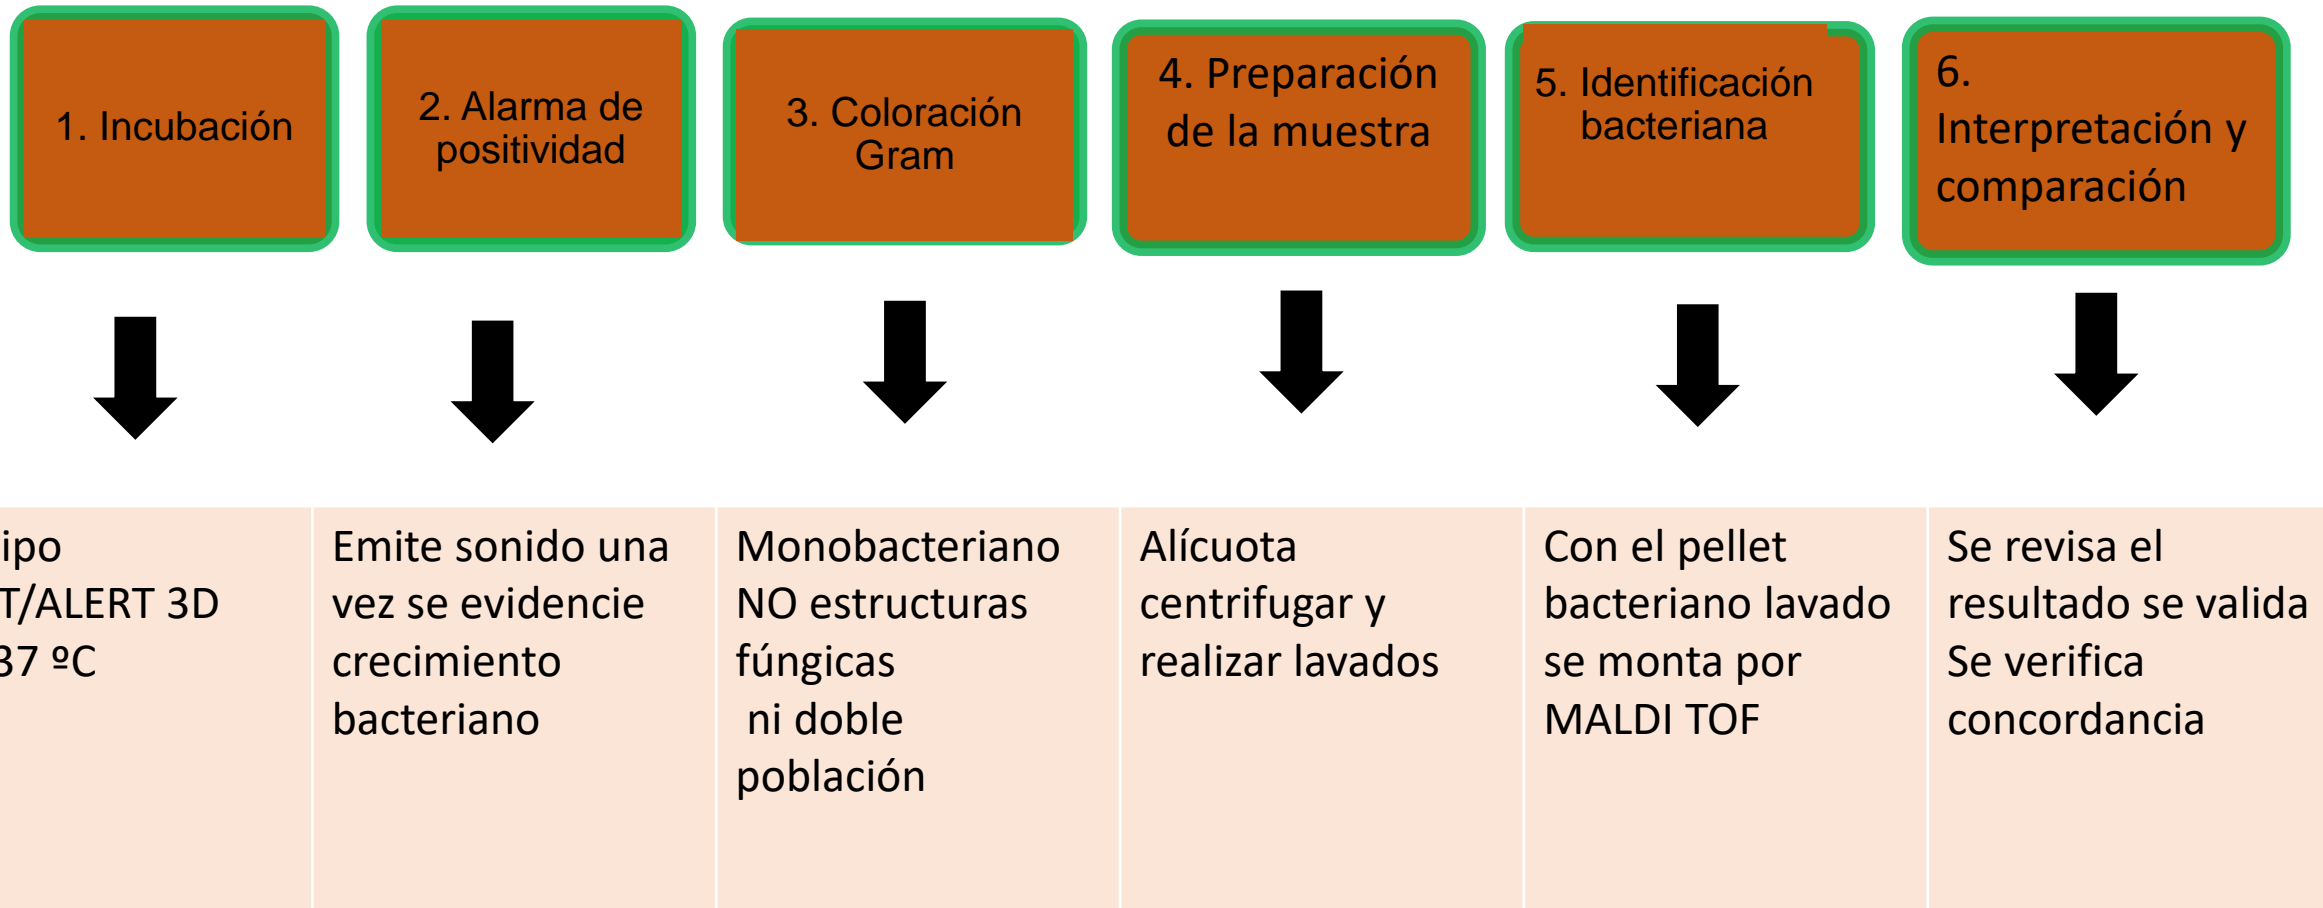 1. Incubación
2. Alarma de
positividad
3. Coloración
Gram
4. Preparación
de la muestra
5. Identificación
bacteriana
6.
Interpretación y
comparación
ipo
T/ALERT 3D
37 ºC
Emite sonido una
vez se evidencie
crecimiento
bacteriano
Monobacteriano
NO estructuras
fúngicas
ni doble
población
Alícuota
centrifugar y
realizar lavados
Con el pellet
bacteriano lavado
se monta por
MALDI TOF
Se revisa el
resultado se valida
Se verifica
concordancia